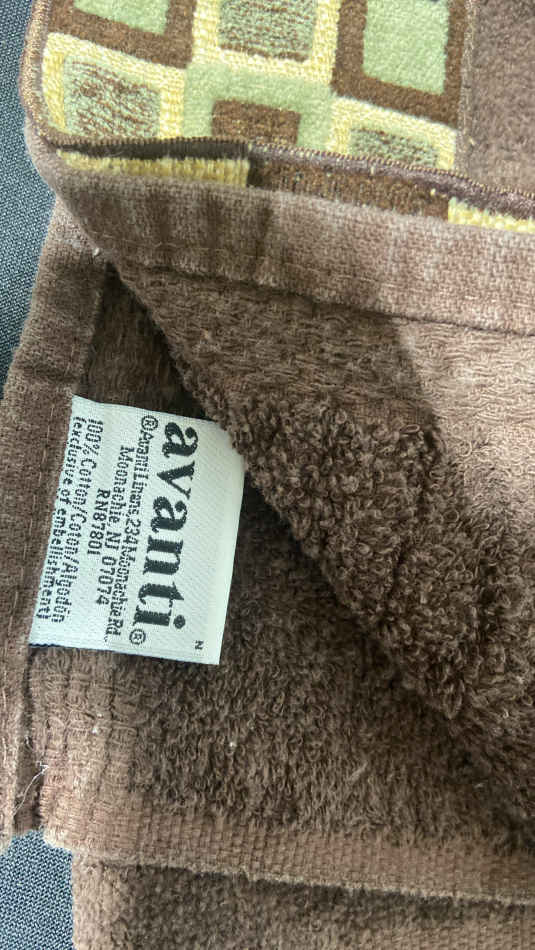 avanti®
©Avanti Linens, 234 Moonachie Rd.
Moonachie NJ 07074
RN87801
100% Cotton/Coton/Algodón
(exclusive of embellishment)
N